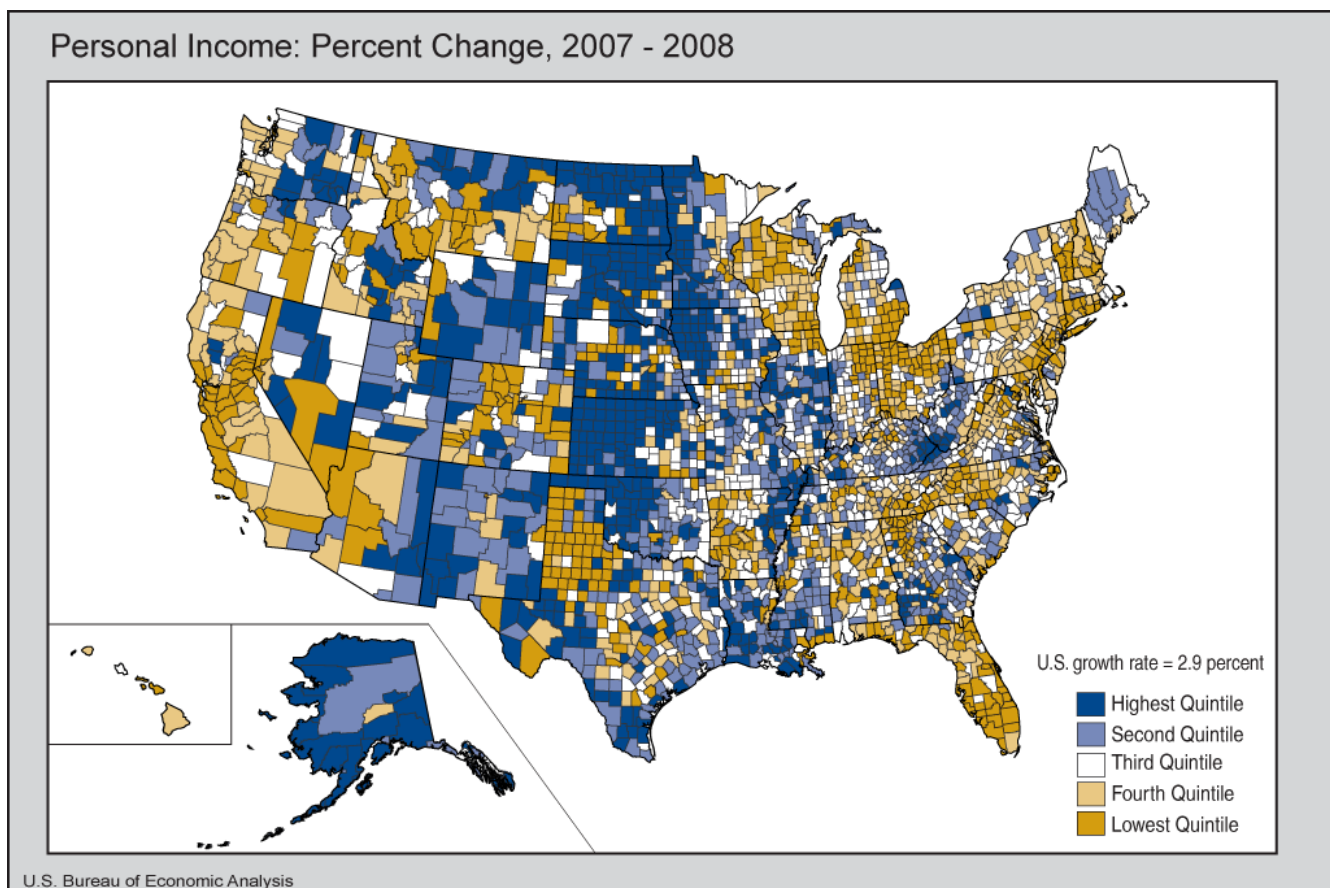 Personal Income: Percent Change, 2007 - 2008
U.S. growth rate = 2.9 percent
Highest Quintile
Second Quintile
Third Quintile
Fourth Quintile
Lowest Quintile
U.S. Bureau of Economic Analysis